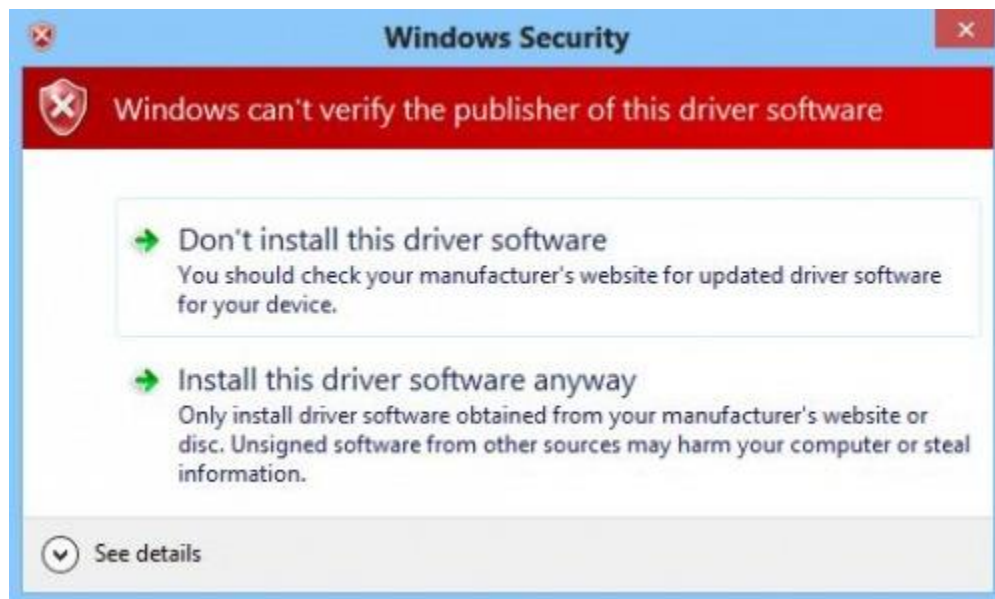 Windows Security
Windows can't verify the publisher of this driver software
Don't install this driver software
You should check your manufacturer's website for updated driver software
for your device.
Install this driver software anyway
Only install driver software obtained from your manufacturer's website or
disc. Unsigned software from other sources may harm your computer or steal
information.
See details